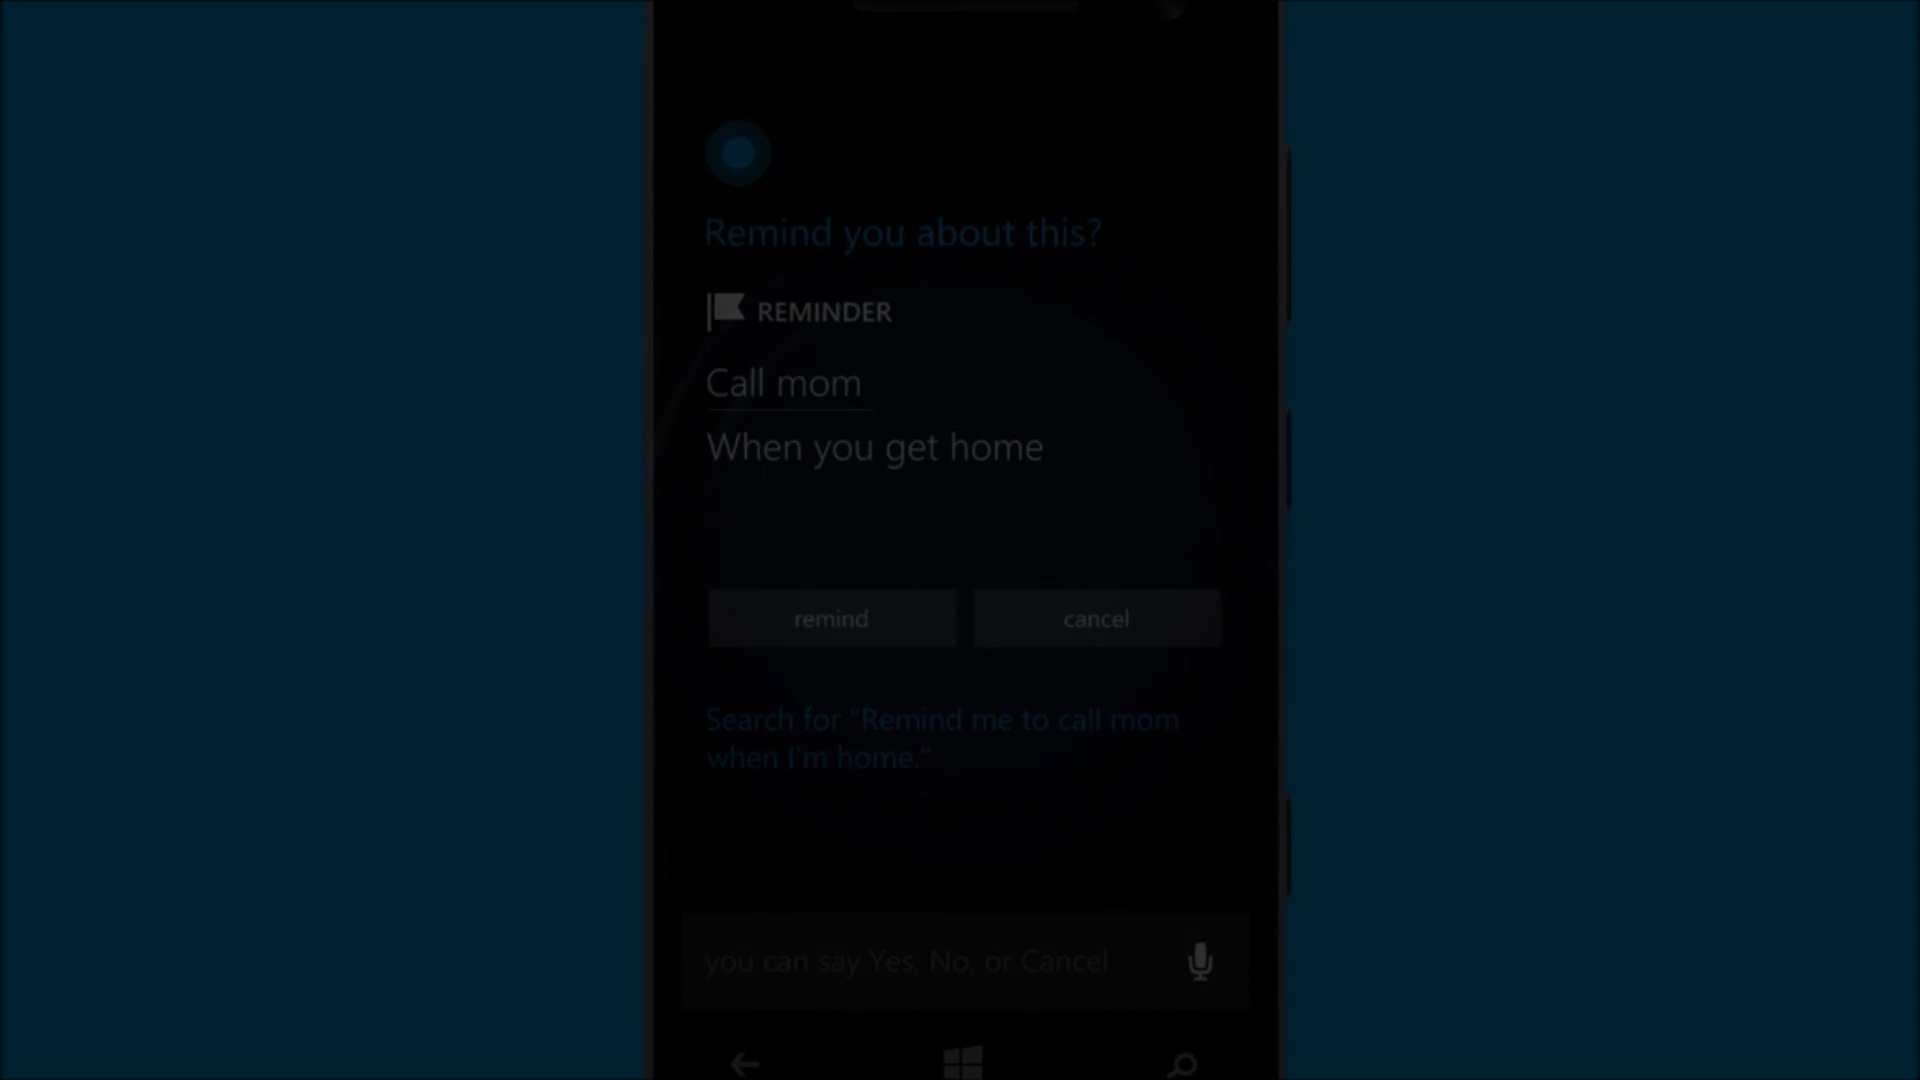 Remind you about this?
REMINDER
Call mom
When you get home
remind
cancel
Search for "Remind me to call mom
when I'm home."
you can say Yes, No, or Cancel